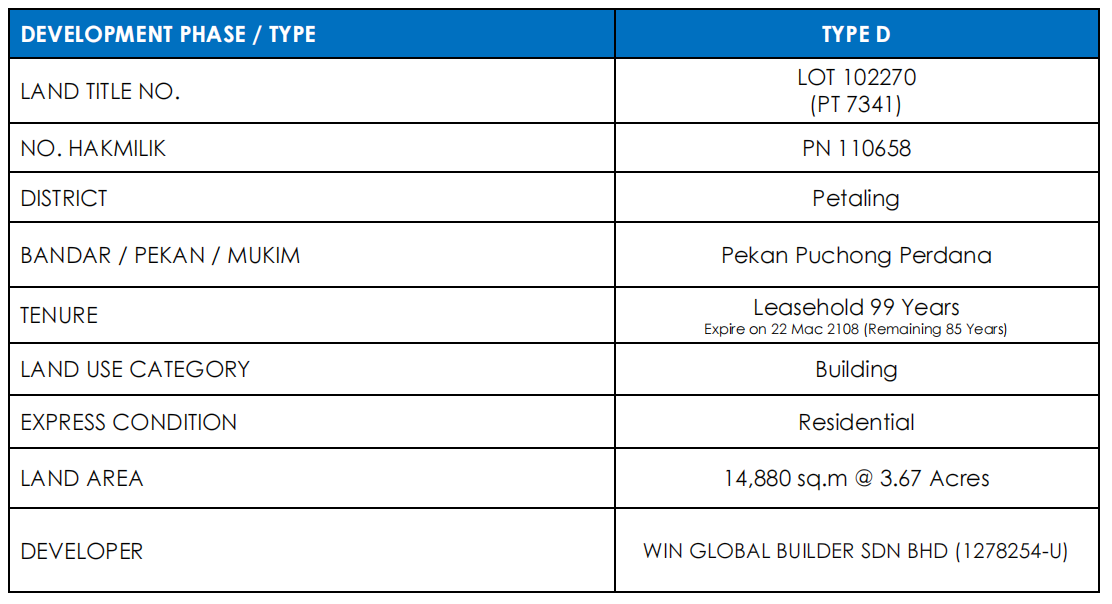 DEVELOPMENT PHASE / TYPE
TYPE D
LAND TITLE NO.
LOT 102270
(PT 7341)
NO. HAKMILIK
PN 110658
DISTRICT
Petaling
BANDAR / PEKAN / MUKIM
Pekan Puchong Perdana
TENURE
Leasehold 99 Years
Expire on 22 Mac 2108 (Remaining 85 Years)
LAND USE CATEGORY
Building
EXPRESS CONDITION
Residential
LAND AREA
14,880 sq.m @ 3.67 Acres
DEVELOPER
WIN GLOBAL BUILDER SDN BHD (1278254-U)